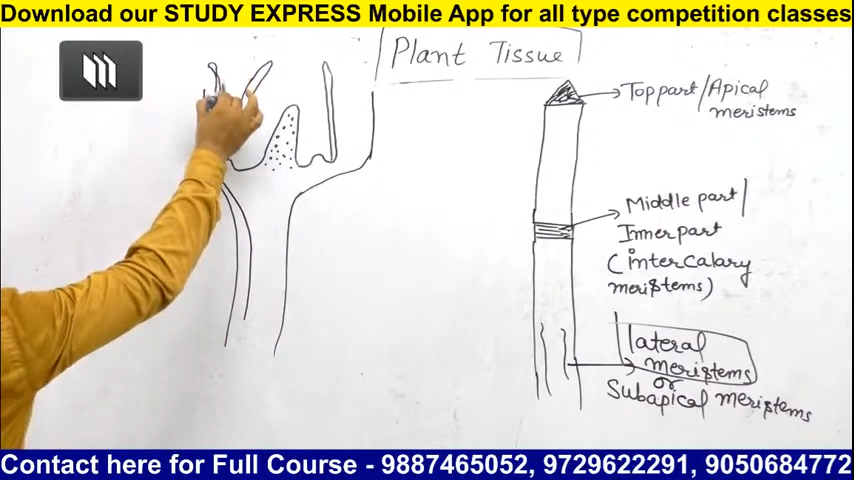 Download our STUDY EXPRESS Mobile App for all type competition classes
Plant Tissue
Top part/Apical
meristems
Middle part/
Inner part
(intercalary
meristems)
lateral
meristems
or
Subapical meristems
Contact here for Full Course - 9887465052, 9729622291, 9050684772